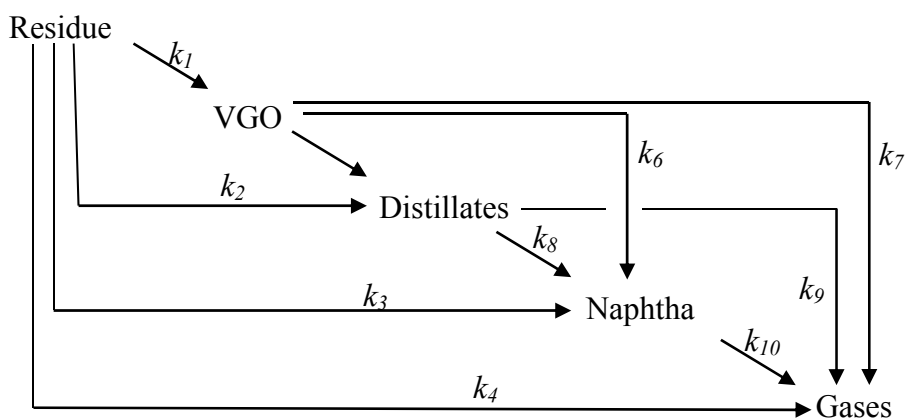 Residue
k1
VGO
k6
k7
k2
Distillates
k8
k9
k3
Naphtha
k10
k4
Gases